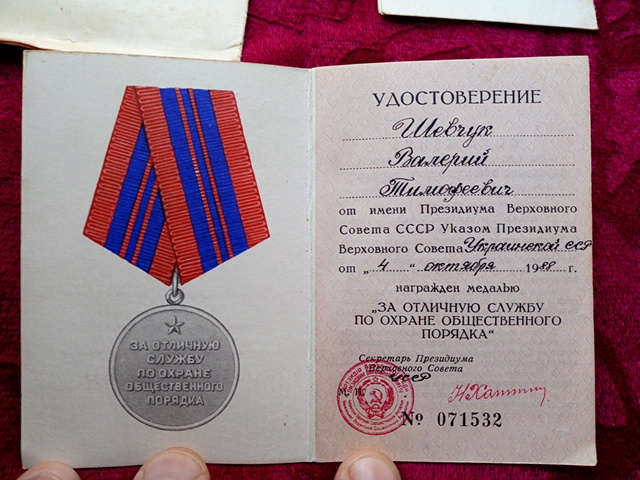 ЗА ОТЛИЧНУЮ
СЛУЖБУ
ПО ОХРАНЕ
ОБЩЕСТВЕННОГО
ПОРЯДКА
УДОСТОВЕРЕНИЕ
Шевчук
Валерий
Тимофеевич
от имени Президиума Верховного
Совета СССР Указом Президиума
Верховного Совета Украинской ССР
от „ 4 “ октября 1988 г.
награжден медалью
„ЗА ОТЛИЧНУЮ СЛУЖБУ
ПО ОХРАНЕ ОБЩЕСТВЕННОГО
ПОРЯДКА“
Секретарь Президиума
Верховного Совета
УССР
М. П.
№ 071532